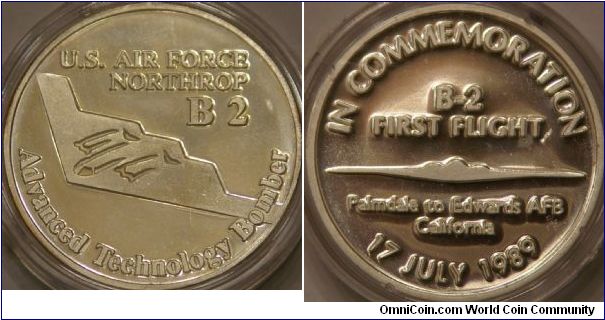 U.S. AIR FORCE
NORTHROP
B 2
Advanced Technology Bomber
IN COMMEMORATION
B-2
FIRST FLIGHT,
Palmdale to Edwards AFB
California
17 JULY 1989
OmniCoin.com World Coin Community